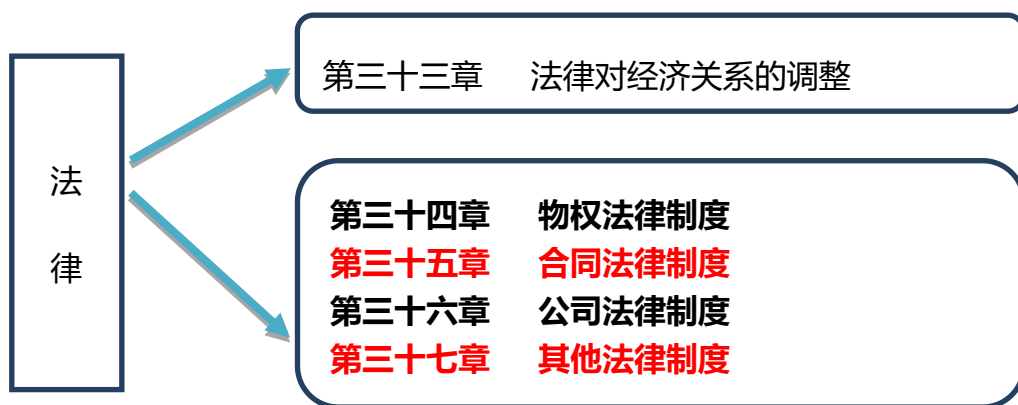 法
律
第三十三章 法律对经济关系的调整
第三十四章 物权法律制度
第三十五章 合同法律制度
第三十六章 公司法律制度
第三十七章 其他法律制度